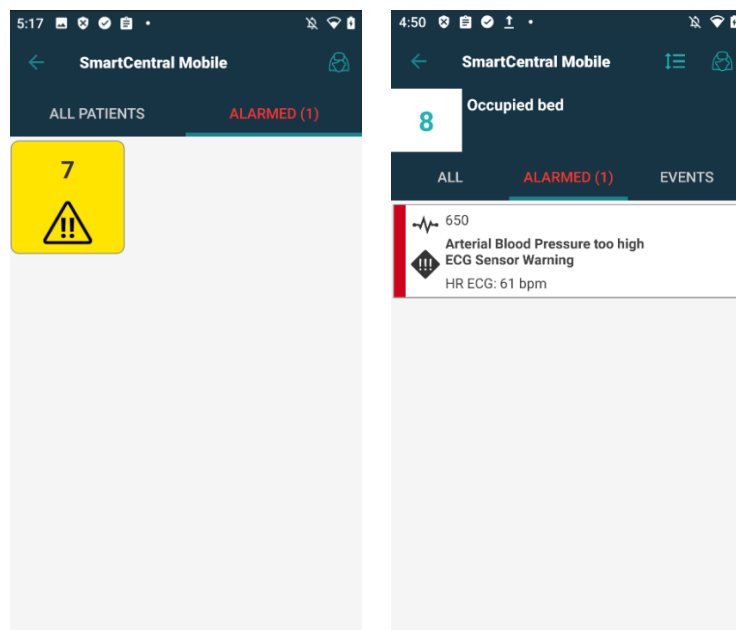 5:17
SmartCentral Mobile
ALL PATIENTS
ALARMED (1)
7
!!
4:50
SmartCentral Mobile
8
Occupied bed
ALL
ALARMED (1)
EVENTS
650
Arterial Blood Pressure too high
!!!
ECG Sensor Warning
HR ECG: 61 bpm